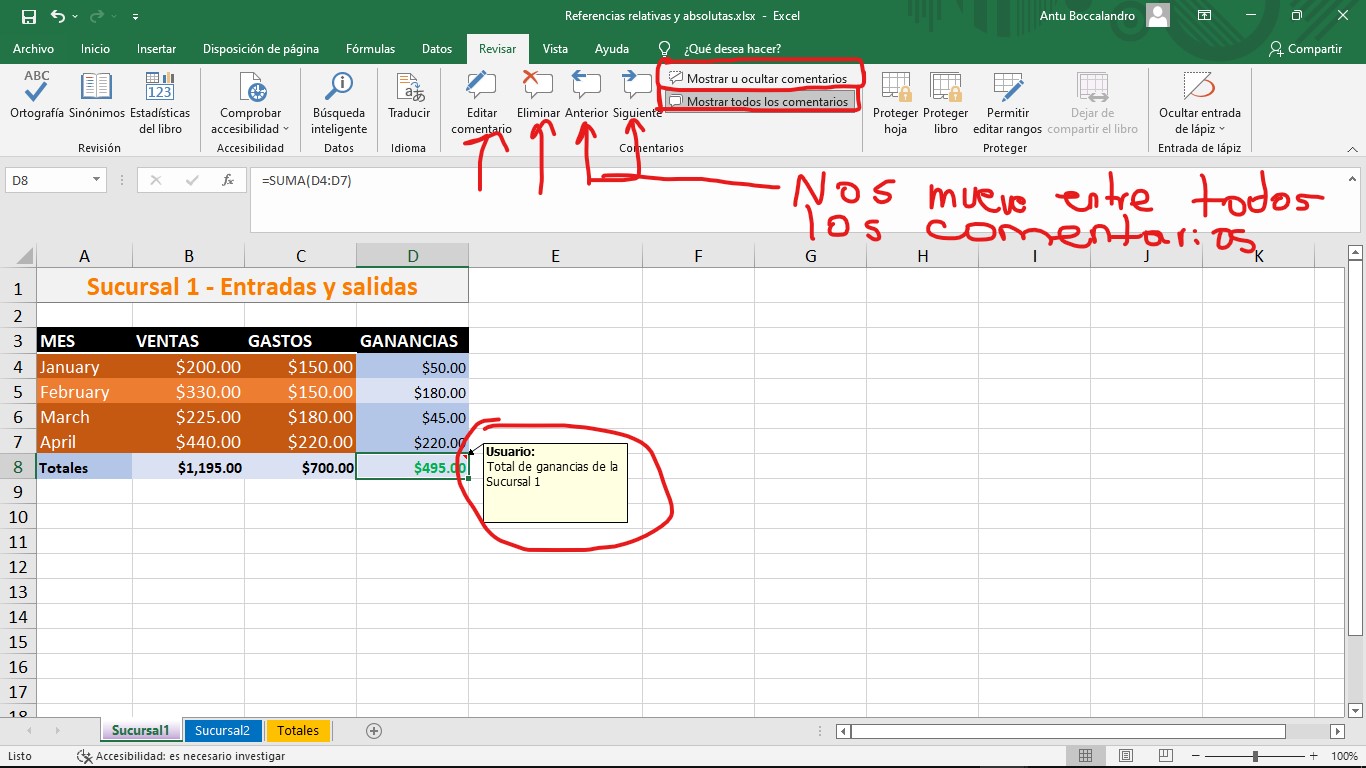 Referencias relativas y absolutas.xlsx - Excel
Antu Boccalandro
Archivo Inicio Insertar Disposición de página Fórmulas Datos Revisar Vista Ayuda ¿Qué desea hacer? Compartir
ABC
Ortografía
Sinónimos
123
Estadísticas
del libro
Revisión
Comprobar
accesibilidad
Accesibilidad
Búsqueda
inteligente
Datos
Traducir
Idioma
Editar
comentario
Eliminar
Anterior
Siguiente
Mostrar u ocultar comentarios
Mostrar todos los comentarios
Comentarios
Proteger
hoja
Proteger
libro
Permitir
editar rangos
Dejar de
compartir el libro
Proteger
Ocultar entrada
de lápiz
Entrada de lápiz
D8 fx =SUMA(D4:D7)
Nos mueve entre todos
los comentarios
A B C D E F G H I J K
1 Sucursal 1 - Entradas y salidas
2
3 MES VENTAS GASTOS GANANCIAS
4 January $200.00 $150.00 $50.00
5 February $330.00 $150.00 $180.00
6 March $225.00 $180.00 $45.00
7 April $440.00 $220.00 $220.00
8 Totales $1,195.00 $700.00 $495.00
Usuario:
Total de ganancias de la
Sucursal 1
9
10
11
12
13
14
15
16
17
18
Sucursal1 Sucursal2 Totales
Listo Accesibilidad: es necesario investigar 100%